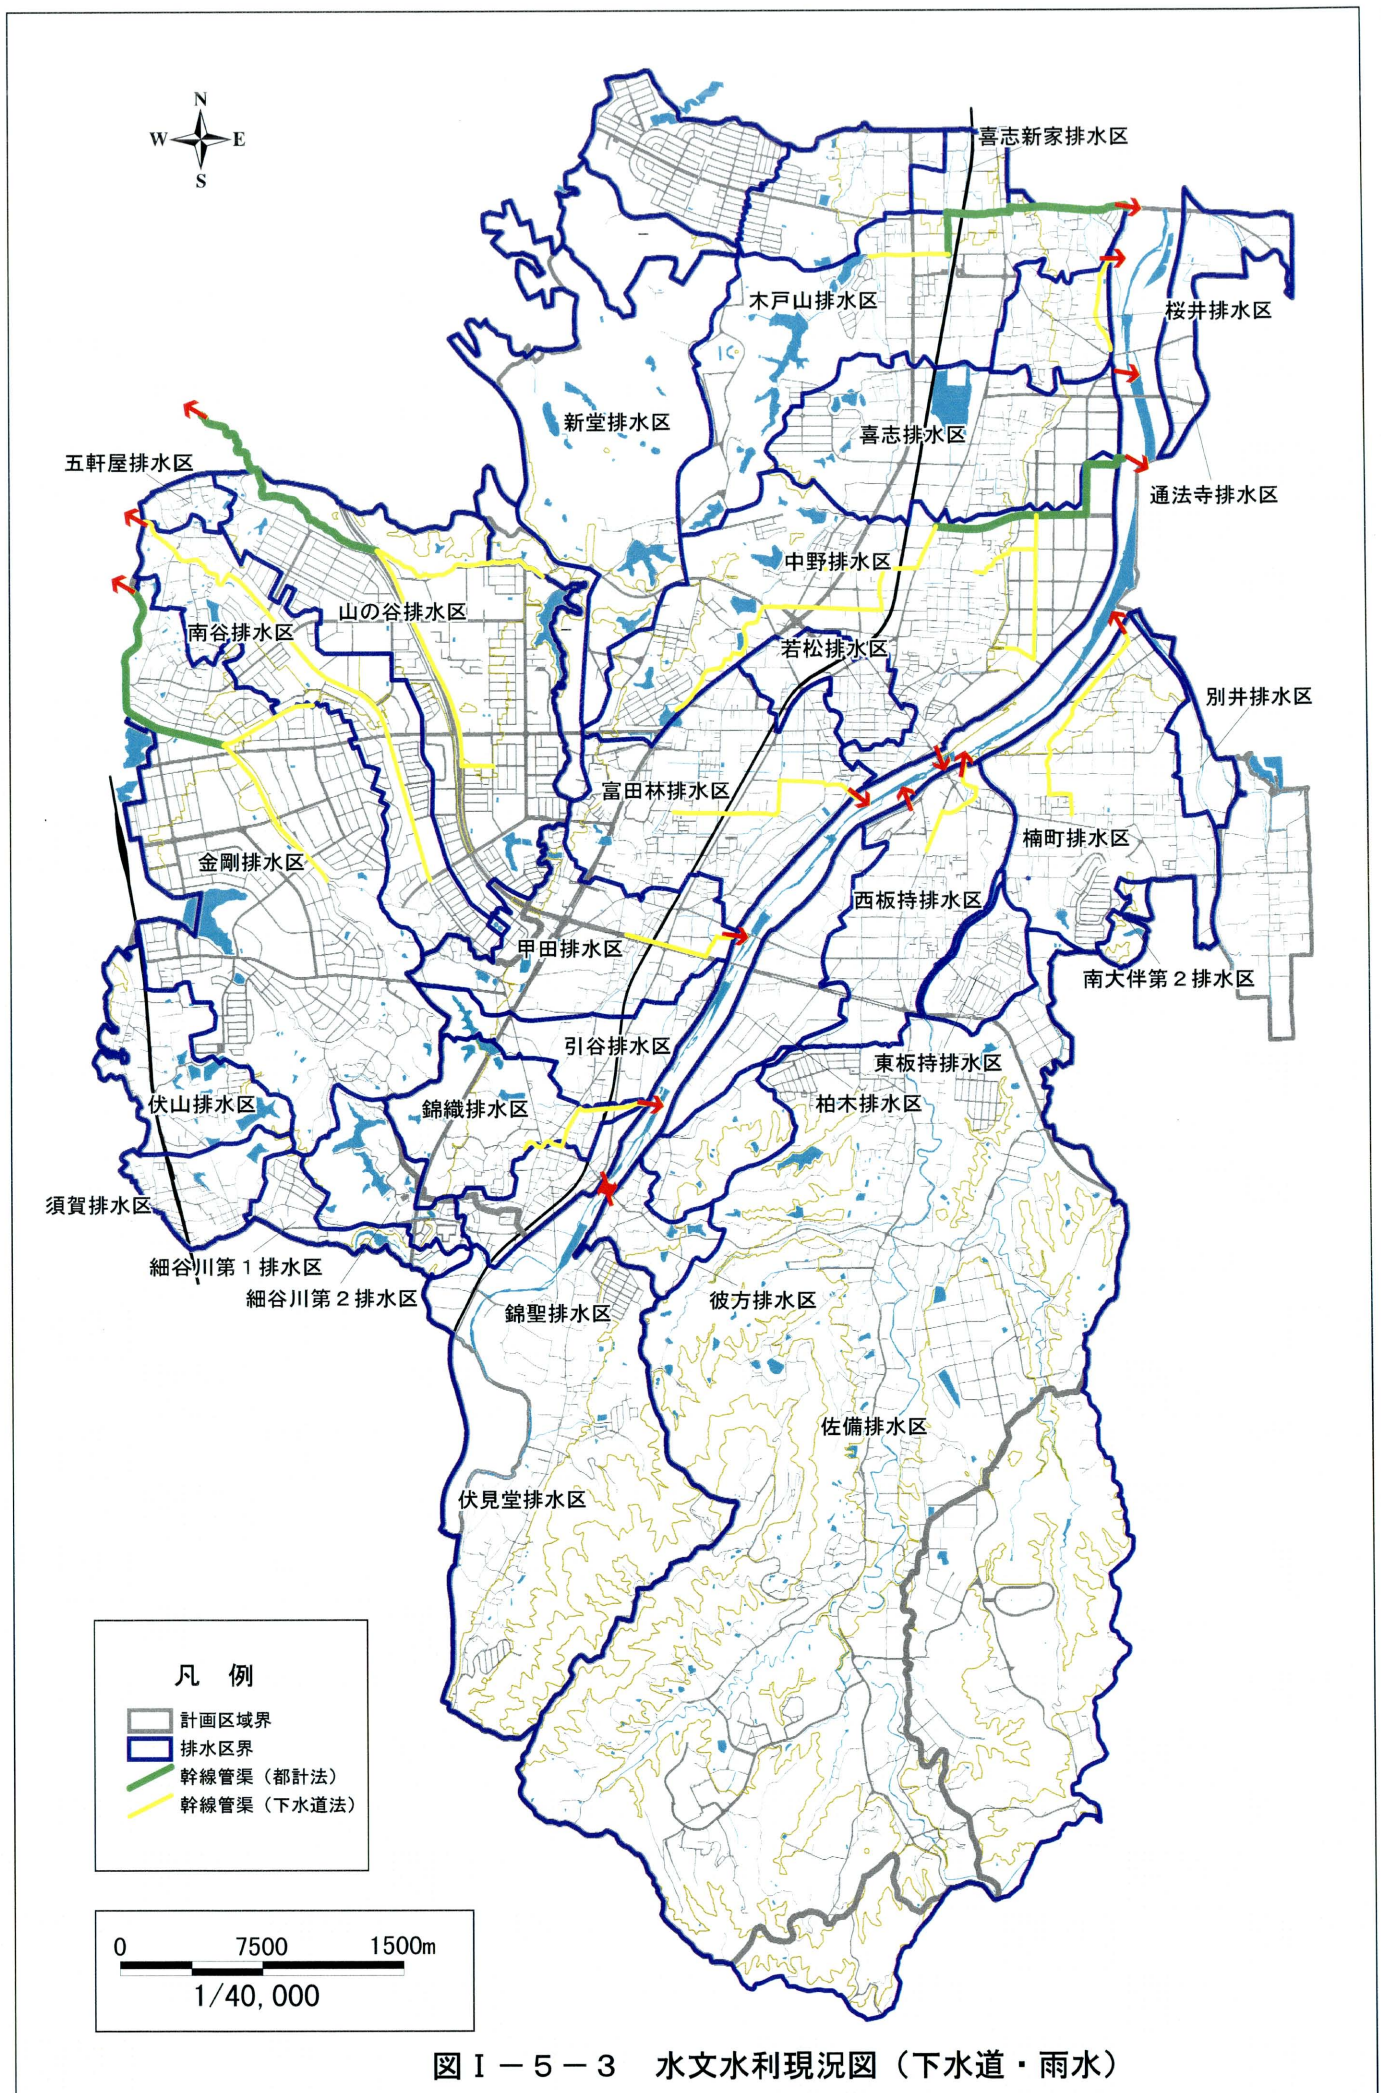 N
W E
S
喜志新家排水区
木戸山排水区
桜井排水区
新堂排水区
喜志排水区
五軒屋排水区
通法寺排水区
中野排水区
山の谷排水区
南谷排水区
若松排水区
別井排水区
富田林排水区
楠町排水区
金剛排水区
西板持排水区
甲田排水区
南大伴第2排水区
引谷排水区
東板持排水区
伏山排水区
錦織排水区
柏木排水区
須賀排水区
細谷川第1排水区
細谷川第2排水区
錦聖排水区
彼方排水区
佐備排水区
伏見堂排水区
凡 例
計画区域界
排水区界
幹線管渠(都計法)
幹線管渠(下水道法)
0 7500 1500m
1/40,000
図Ⅰ-5-3 水文水利現況図(下水道・雨水)